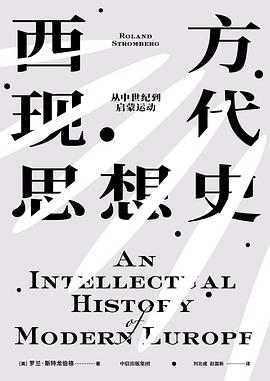 西方
ROLAND
STROMBERG
从中世纪到
启蒙运动
现·代
思想史
AN
INTELLECTUAL
HISTORY
of
MODERN EUROPE
[美] 罗兰·斯特龙伯格 著 中信出版集团 刘北成 赵国新 译